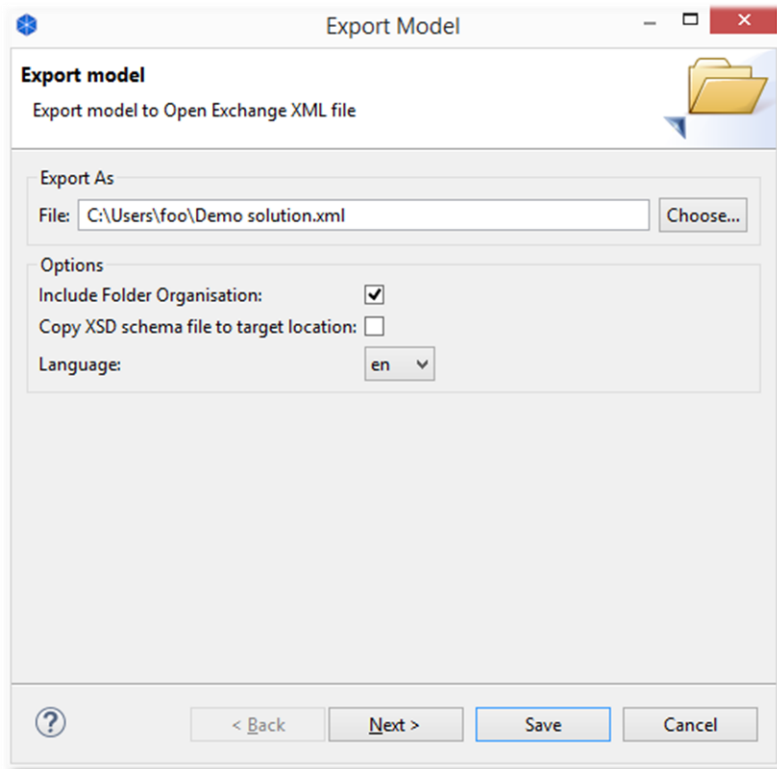 Export Model
Export model
Export model to Open Exchange XML file
Export As
File: C:\Users\foo\Demo solution.xml Choose...
Options
Include Folder Organisation:
Copy XSD schema file to target location:
Language: en
? < Back Next > Save Cancel